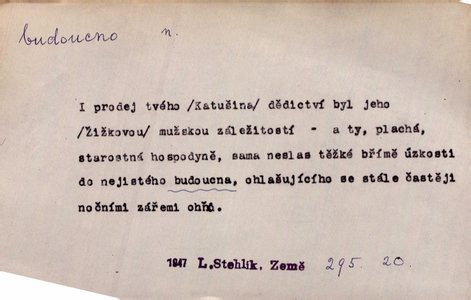 budoucno n.
I prodej tvého /Katušina/ dědictví byl jeho
/Žižkovou/ mužskou záležitostí - a ty, plachá,
starostná hospodyně, sama neslas těžké břímě úzkosti
do nejistého budoucna, ohlašujícího se stále častěji
nočními zářemi ohňů.
1947 L.Stehlík, Země 295. 20.